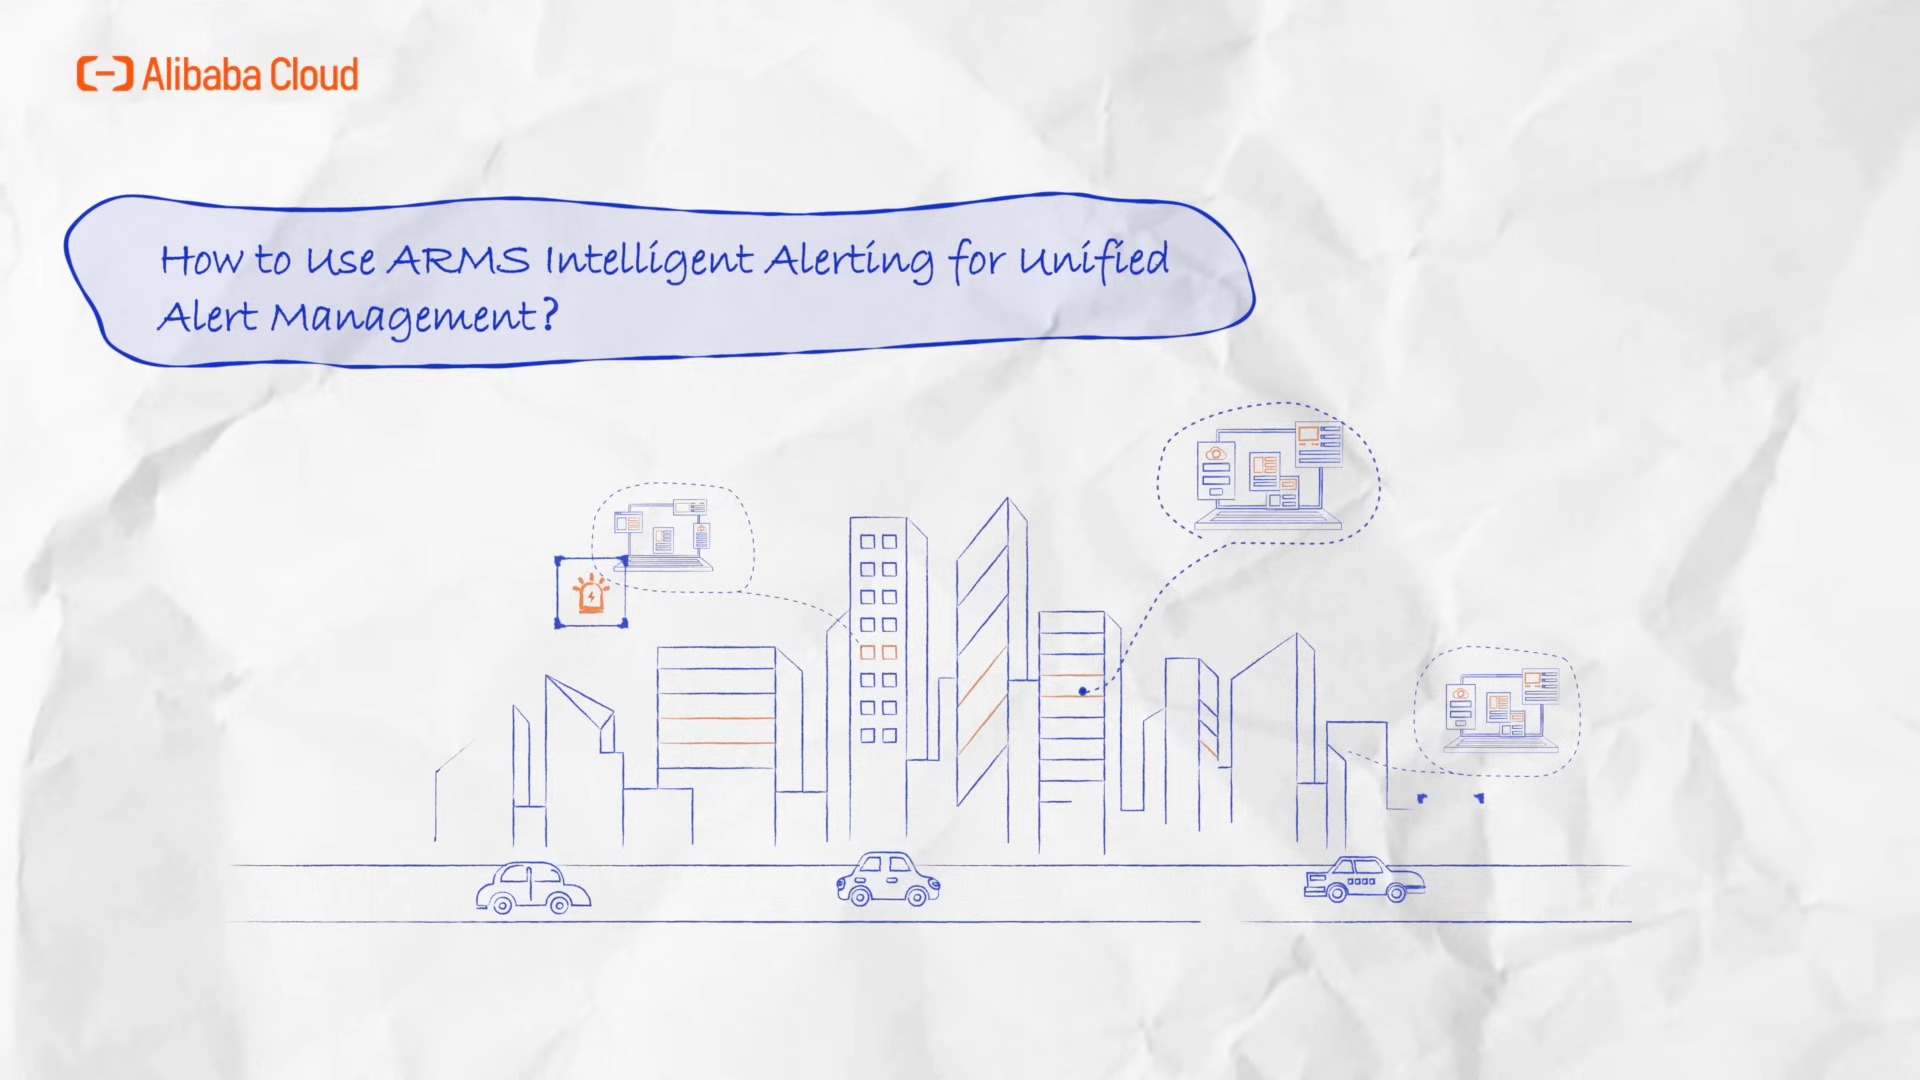 Alibaba Cloud
How to Use ARMS Intelligent Alerting for Unified
Alert Management?